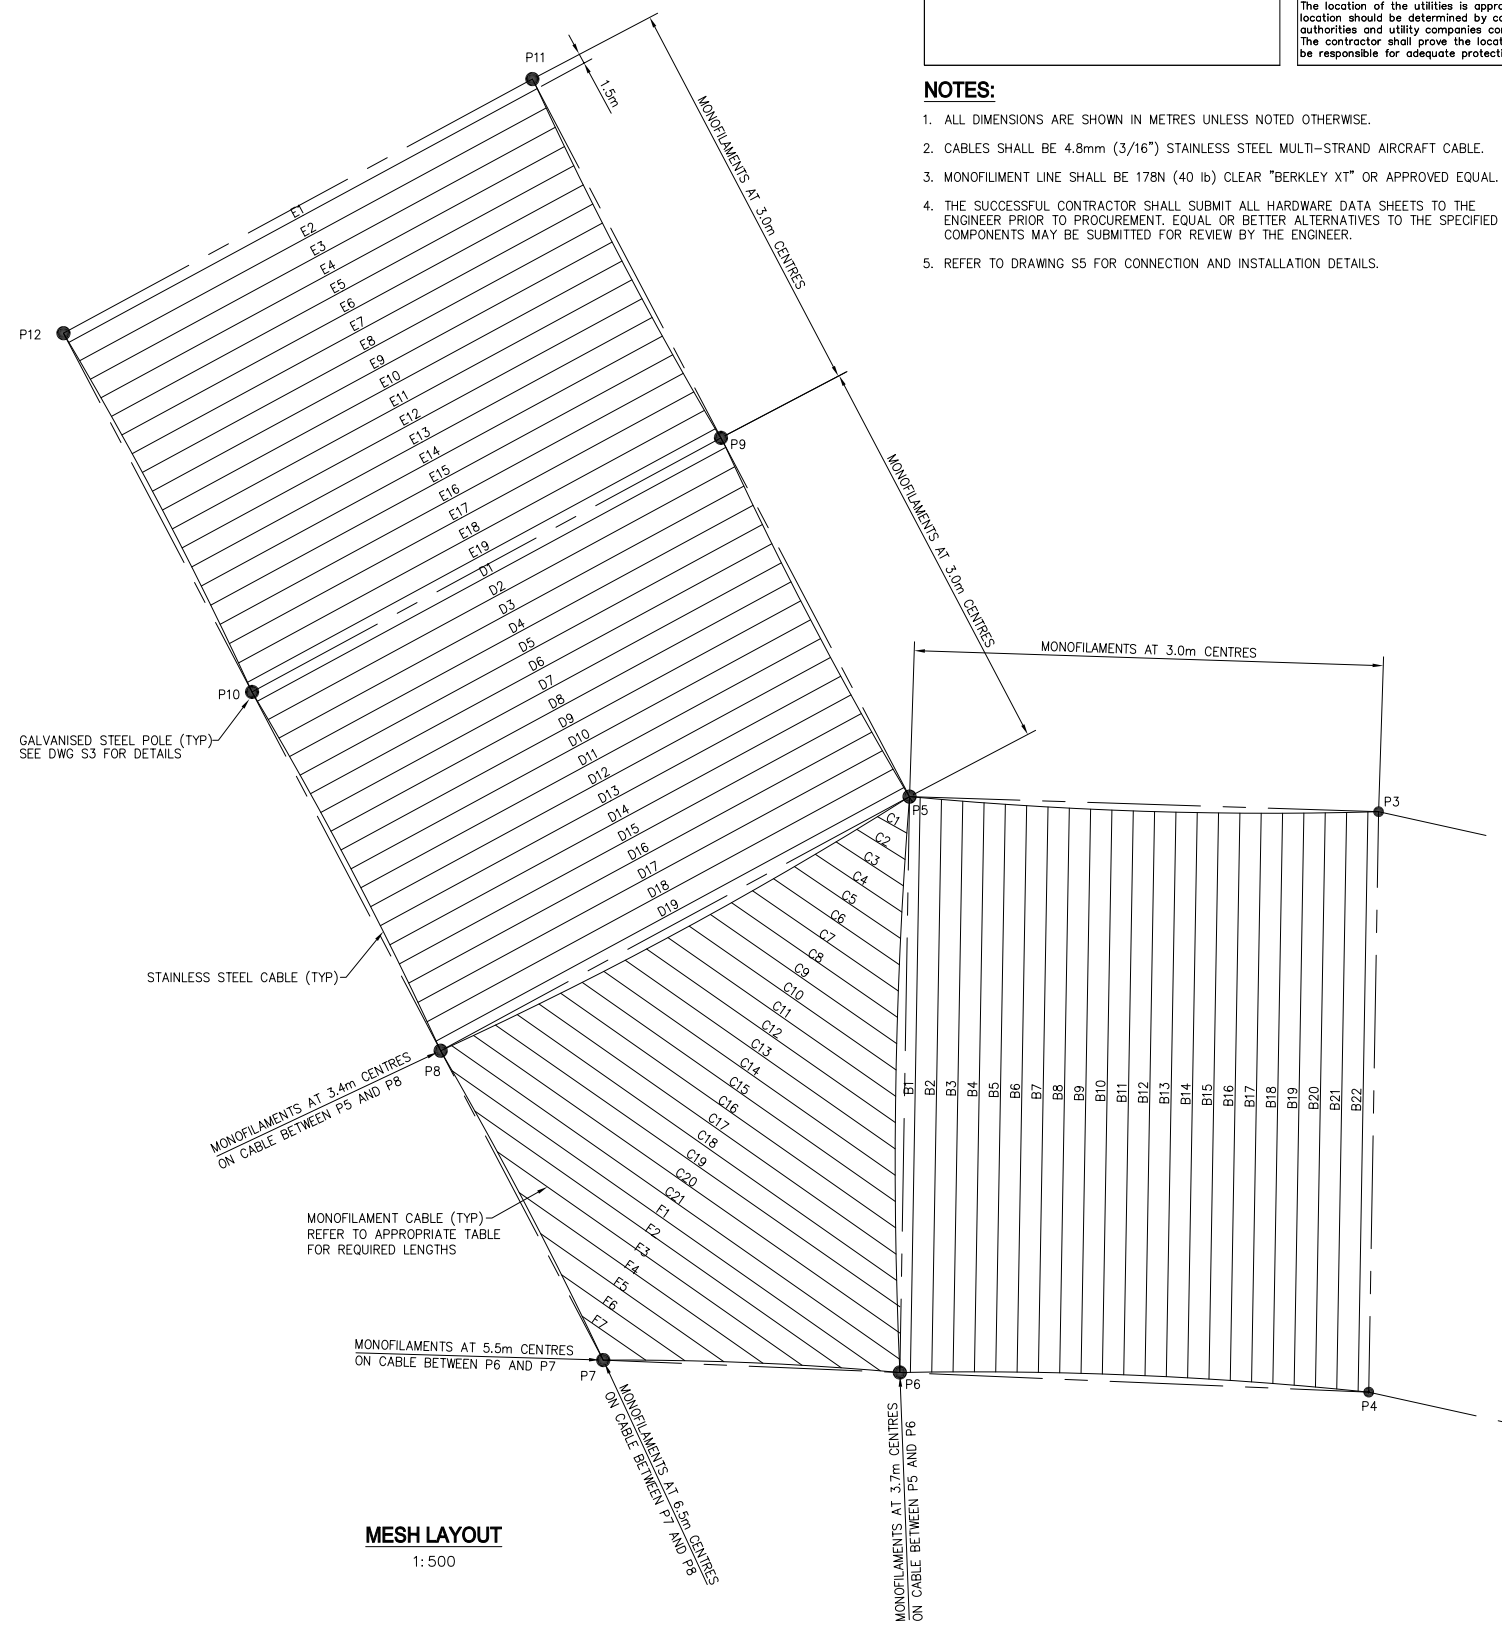 The location of the utilities is
location should be determined by
authorities and utility companies
The contractor shall prove the
be responsible for adequate
NOTES:
1. ALL DIMENSIONS ARE SHOWN IN METRES UNLESS NOTED OTHERWISE.
2. CABLES SHALL BE 4.8mm (3/16") STAINLESS STEEL MULTI-STRAND AIRCRAFT CABLE.
3. MONOFILIMENT LINE SHALL BE 178N (40 lb) CLEAR "BERKLEY XT" OR APPROVED EQUAL.
4. THE SUCCESSFUL CONTRACTOR SHALL SUBMIT ALL HARDWARE DATA SHEETS TO THE
ENGINEER PRIOR TO PROCUREMENT. EQUAL OR BETTER ALTERNATIVES TO THE SPECIFIED
COMPONENTS MAY BE SUBMITTED FOR REVIEW BY THE ENGINEER.
5. REFER TO DRAWING S5 FOR CONNECTION AND INSTALLATION DETAILS.
P11
1.5m
MONOFILAMENTS AT 3.0m CENTRES
P12
E1
E2
E3
E4
E5
E6
E7
E8
E9
E10
E11
E12
E13
E14
E15
E16
E17
E18
E19
P9
MONOFILAMENTS AT 3.0m CENTRES
D1
D2
D3
D4
D5
D6
D7
D8
D9
D10
D11
D12
D13
D14
D15
D16
D17
D18
D19
P10
GALVANISED STEEL POLE (TYP)
SEE DWG S3 FOR DETAILS
MONOFILAMENTS AT 3.0m CENTRES
P5
P3
STAINLESS STEEL CABLE (TYP)
C1
C2
C3
C4
C5
C6
C7
C8
C9
C10
C11
C12
C13
C14
C15
C16
C17
C18
C19
C20
C21
F1
F2
F3
F4
F5
F6
F7
B1
B2
B3
B4
B5
B6
B7
B8
B9
B10
B11
B12
B13
B14
B15
B16
B17
B18
B19
B20
B21
B22
P8
MONOFILAMENTS AT 3.4m CENTRES
ON CABLE BETWEEN P5 AND P8
MONOFILAMENT CABLE (TYP)
REFER TO APPROPRIATE TABLE
FOR REQUIRED LENGTHS
MONOFILAMENTS AT 5.5m CENTRES
ON CABLE BETWEEN P6 AND P7
P7
P6
P4
MONOFILAMENTS AT 6.5m CENTRES
ON CABLE BETWEEN P7 AND P8
MONOFILAMENTS AT 3.7m CENTRES
ON CABLE BETWEEN P5 AND P6
MESH LAYOUT
1:500